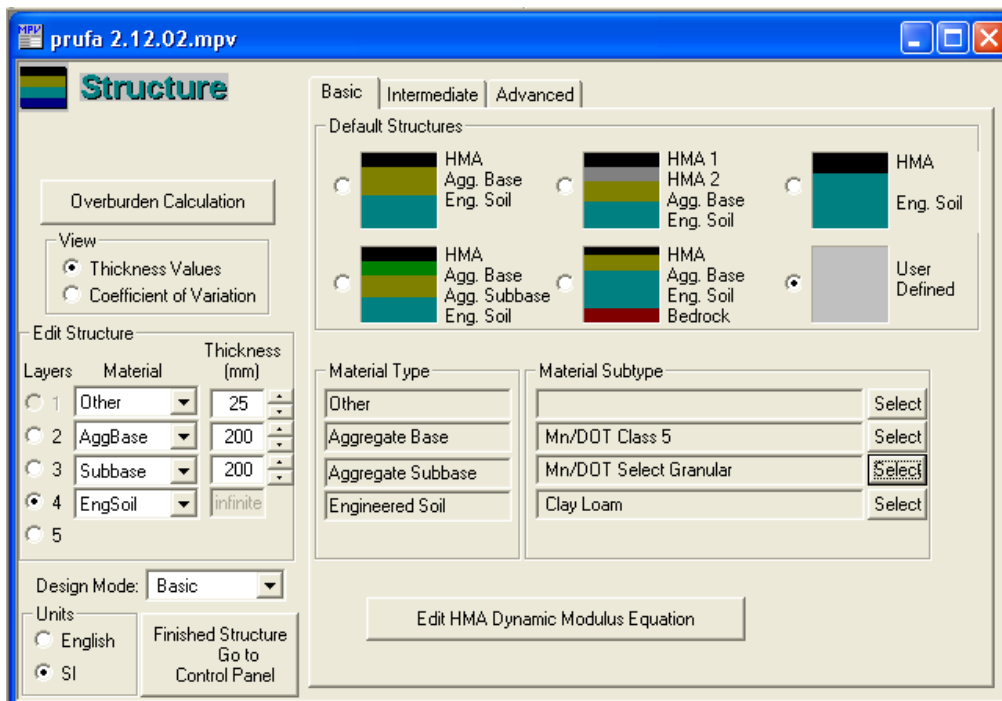 prufa 2.12.02.mpv
Structure
Overburden Calculation
View
Thickness Values
Coefficient of Variation
Edit Structure
Layers Material Thickness (mm)
1 Other 25
2 AggBase 200
3 Subbase 200
4 EngSoil infinite
5
Design Mode: Basic
Units
English
SI
Finished Structure
Go to
Control Panel
Basic Intermediate Advanced
Default Structures
HMA
Agg. Base
Eng. Soil
HMA 1
HMA 2
Agg. Base
Eng. Soil
HMA
Eng. Soil
HMA
Agg. Base
Agg. Subbase
Eng. Soil
HMA
Agg. Base
Eng. Soil
Bedrock
User
Defined
Material Type
Other
Aggregate Base
Aggregate Subbase
Engineered Soil
Material Subtype
Select
Mn/DOT Class 5 Select
Mn/DOT Select Granular Select
Clay Loam Select
Edit HMA Dynamic Modulus Equation